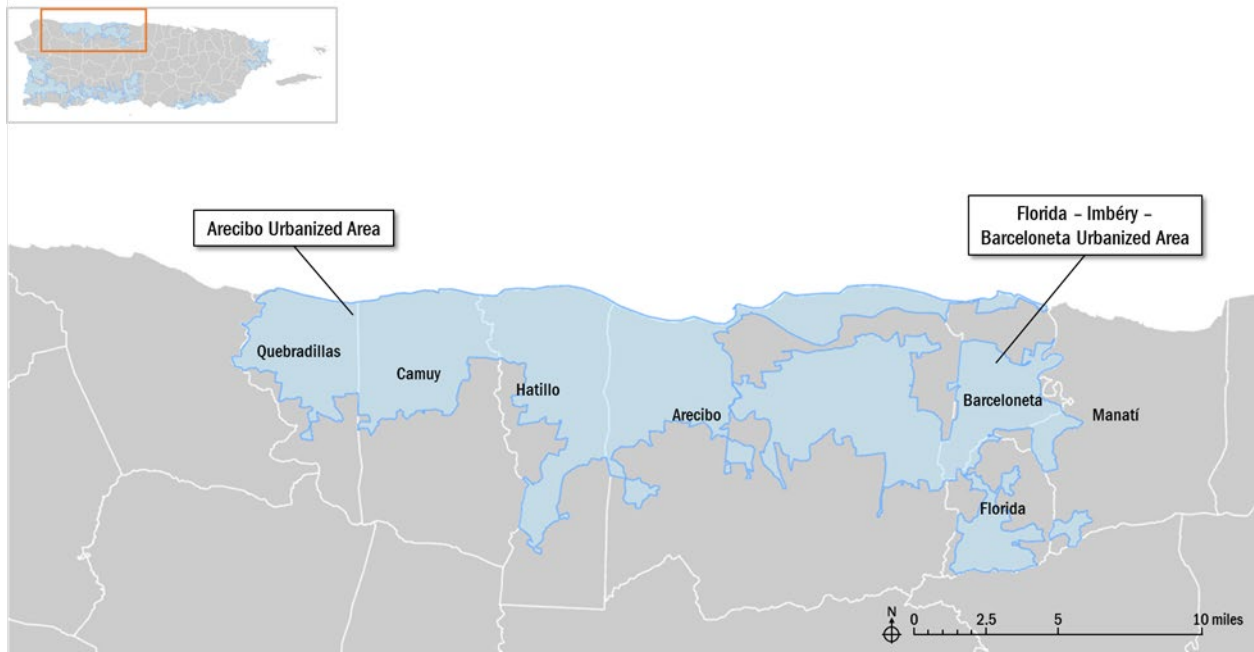 Arecibo Urbanized Area
Florida – Imbéry –
Barceloneta Urbanized Area
Quebradillas
Camuy
Hatillo
Arecibo
Barceloneta
Manatí
Florida
N
0 2.5 5 10 miles